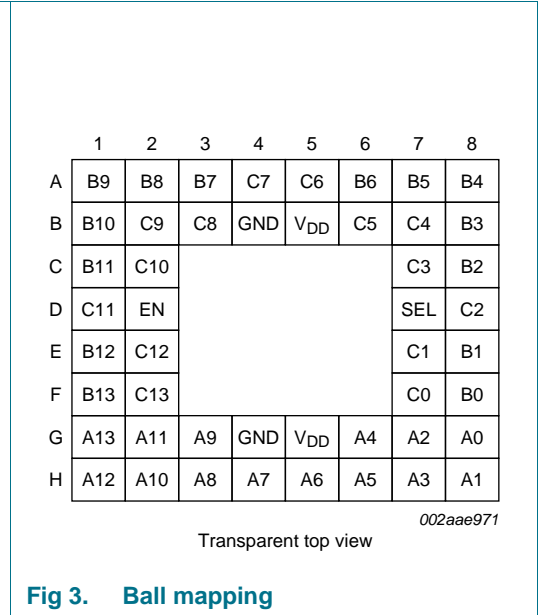 1 2 3 4 5 6 7 8
A B9 B8 B7 C7 C6 B6 B5 B4
B B10 C9 C8 GND VDD C5 C4 B3
C B11 C10 C3 B2
D C11 EN SEL C2
E B12 C12 C1 B1
F B13 C13 C0 B0
G A13 A11 A9 GND VDD A4 A2 A0
H A12 A10 A8 A7 A6 A5 A3 A1
002aae971
Transparent top view
Fig 3. Ball mapping